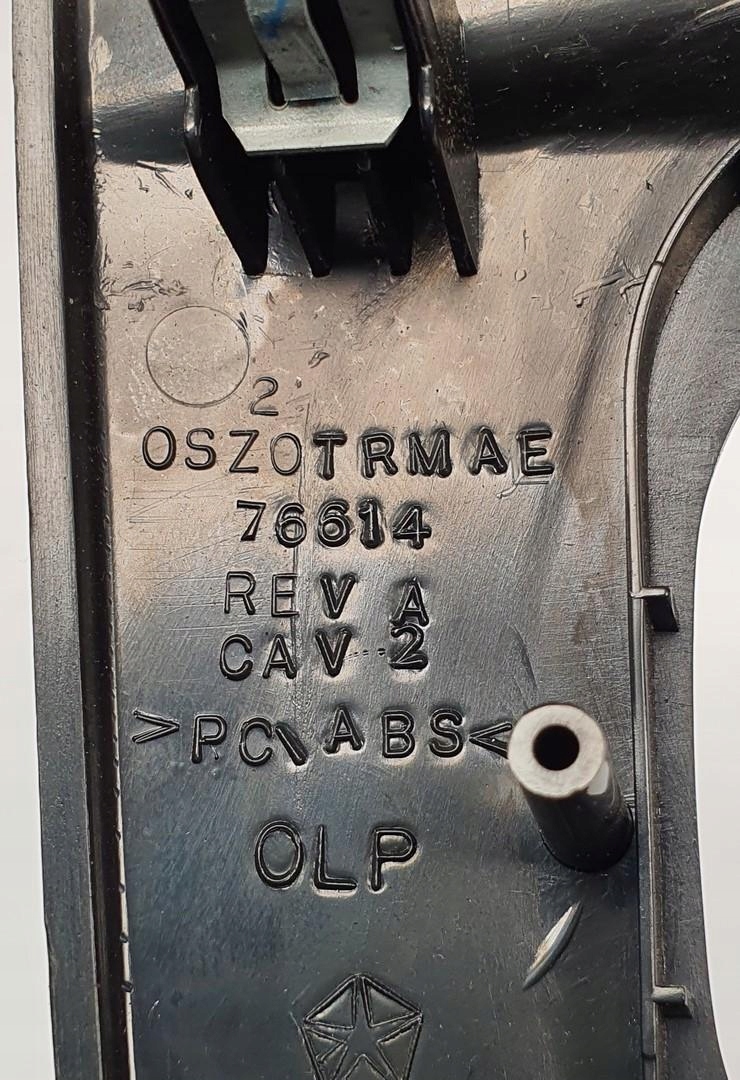 2
OSZOTRMAE
76614
REV A
CAV 2
>PC\ABS<
OLP